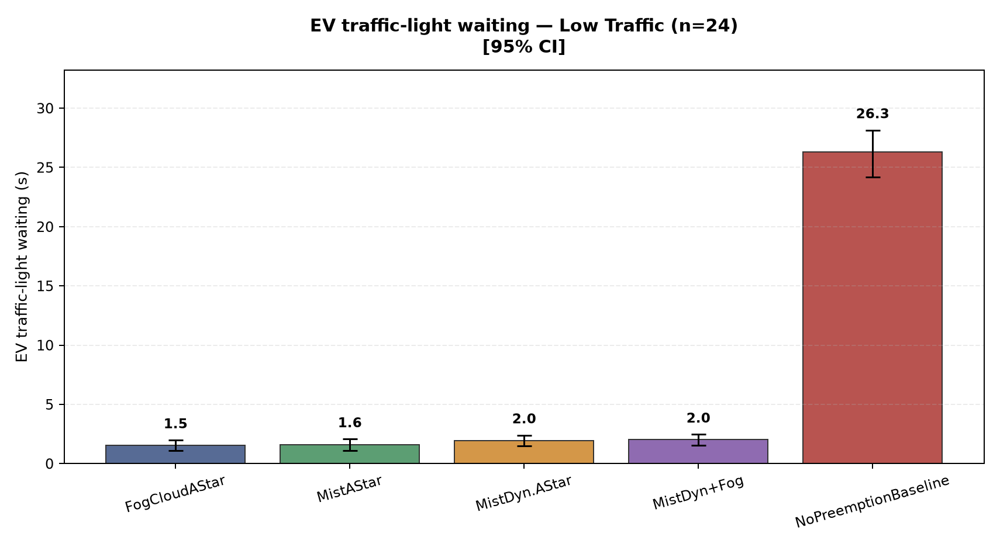 EV traffic-light waiting — Low Traffic (n=24)
[95% CI]
EV traffic-light waiting (s)
30
25
20
15
10
5
0
1.5
1.6
2.0
2.0
26.3
FogCloudAStar
MistAStar
MistDyn.AStar
MistDyn+Fog
NoPreemptionBaseline